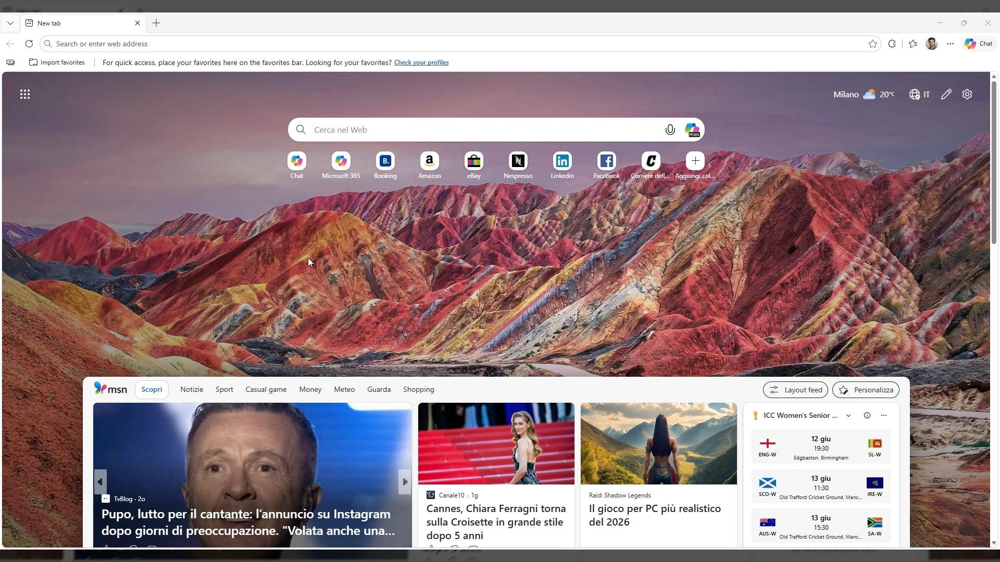 New tab
Search or enter web address
Chat
Import favorites
For quick access, place your favorites here on the favorites bar. Looking for your favorites? Check your profiles
Milano 20°C IT
Cerca nel Web
M365
Chat
Microsoft 365
B.
Booking
a
Amazon
eBay
N
Nespresso
in
Linkedin
f
Facebook
C
Corriere dell...
Aggiungi col...
msn
Scopri
Notizie
Sport
Casual game
Money
Meteo
Guarda
Shopping
Layout feed
Personalizza
TvBlog · 2o
Pupo, lutto per il cantante: l'annuncio su Instagram
dopo giorni di preoccupazione. "Volata anche una...
Canale10 · 1g
Cannes, Chiara Ferragni torna
sulla Croisette in grande stile
dopo 5 anni
Raid: Shadow Legends
Il gioco per PC più realistico
del 2026
ICC Women's Senior ...
12 giu
19:30
Edgbaston, Birmingham
ENG-W
SL-W
13 giu
11:30
Old Trafford Cricket Ground, Manc...
SCO-W
IRE-W
13 giu
15:30
Old Trafford Cricket Ground, Manc...
AUS-W
SA-W